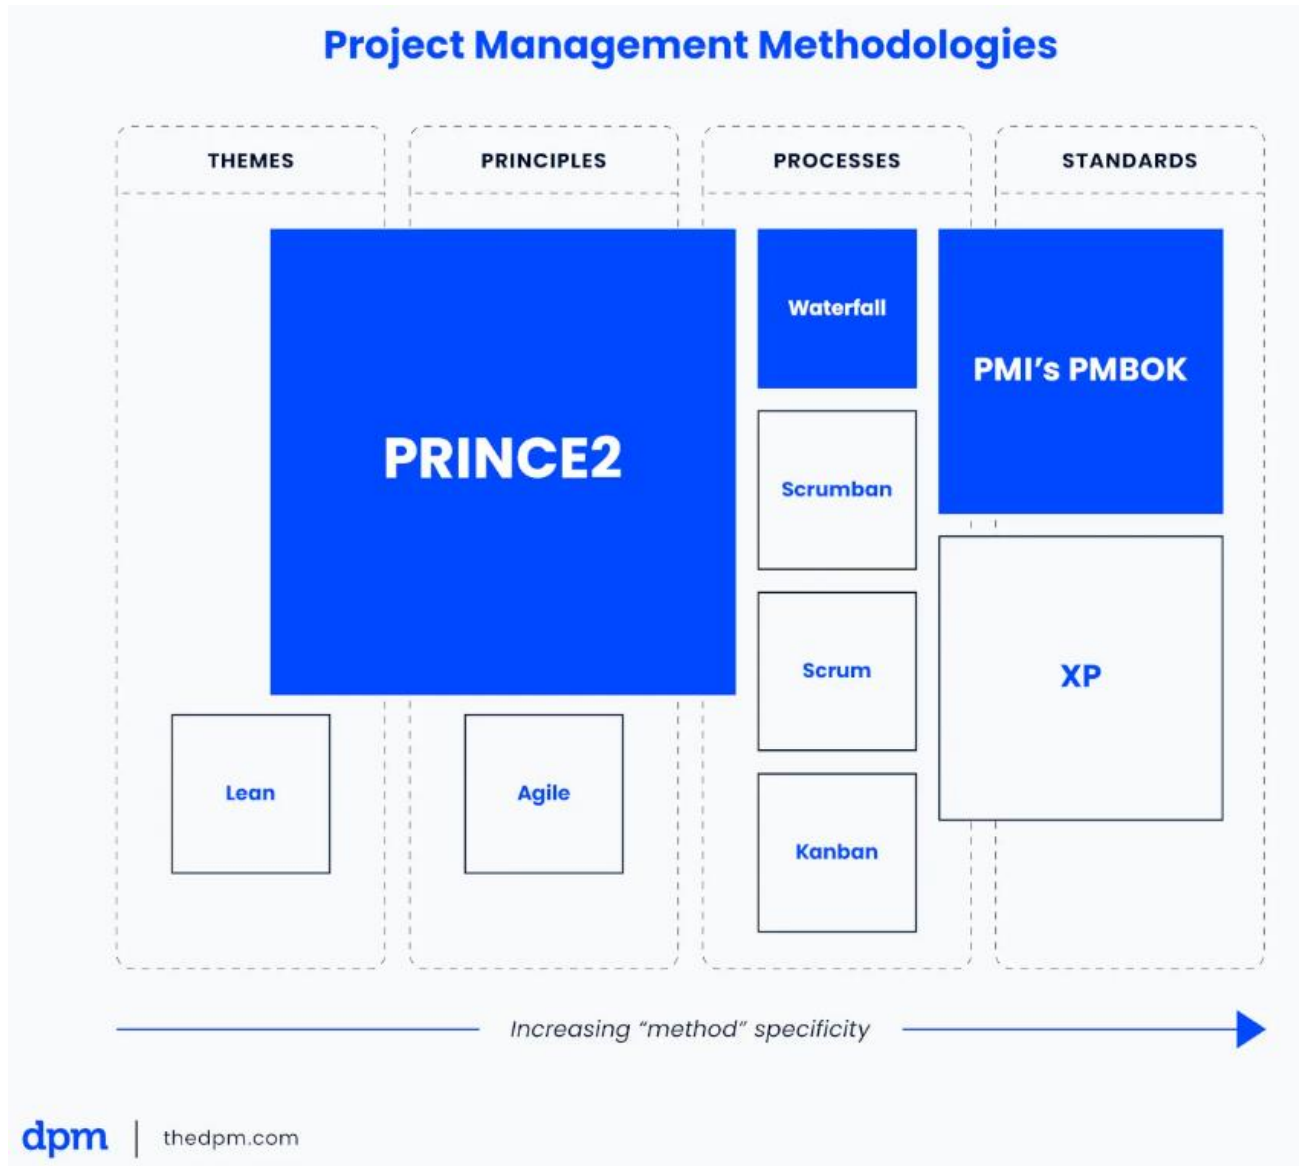 Project Management Methodologies
THEMES
PRINCIPLES
PROCESSES
STANDARDS
PRINCE2
Waterfall
PMI’s PMBOK
Scrumban
Scrum
XP
Lean
Agile
Kanban
Increasing “method” specificity
dpm
thedpm.com